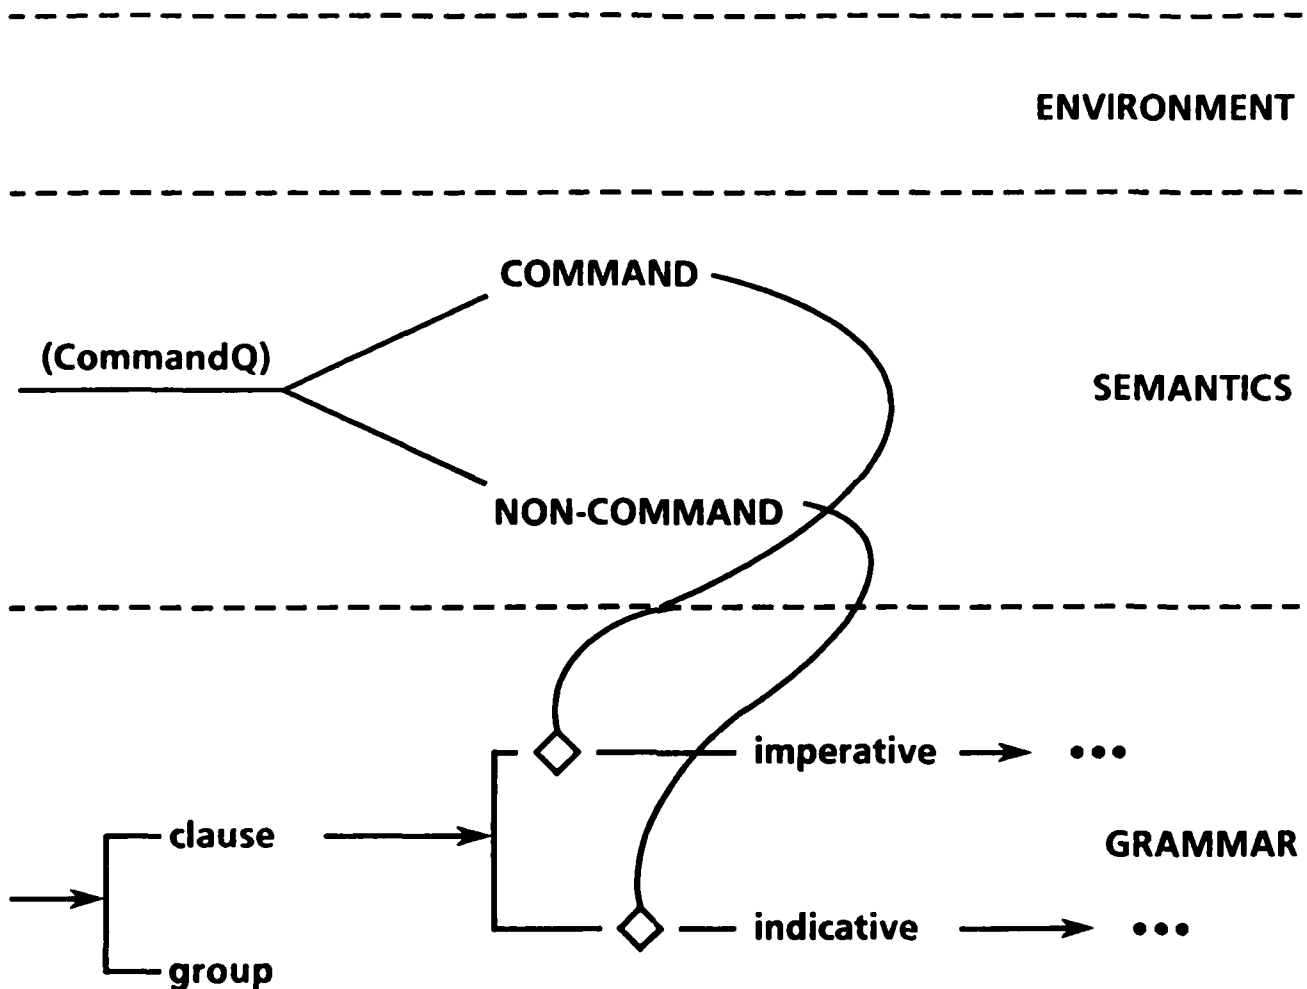 ENVIRONMENT
COMMAND
(CommandQ)
SEMANTICS
NON-COMMAND
imperative
clause
GRAMMAR
indicative
group